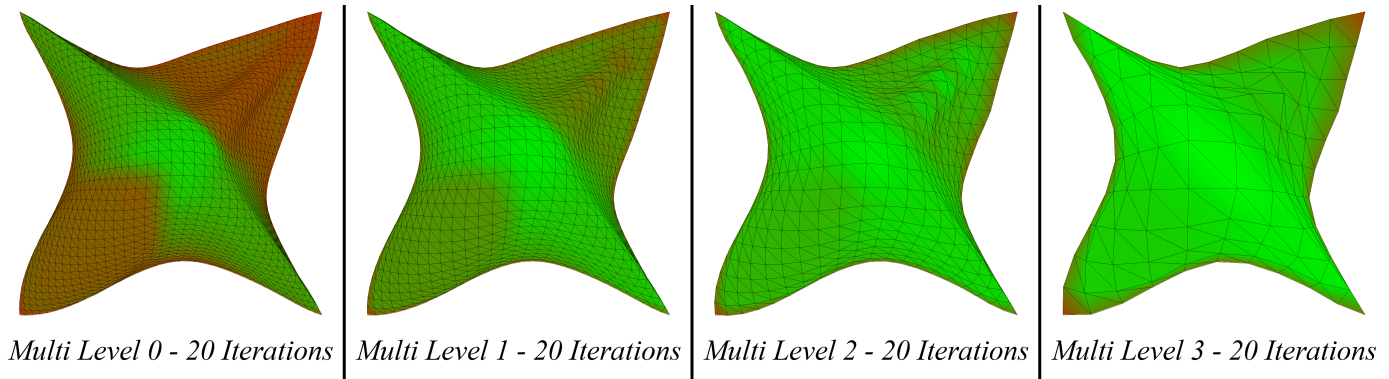 Multi Level 0 - 20 Iterations
Multi Level 1 - 20 Iterations
Multi Level 2 - 20 Iterations
Multi Level 3 - 20 Iterations